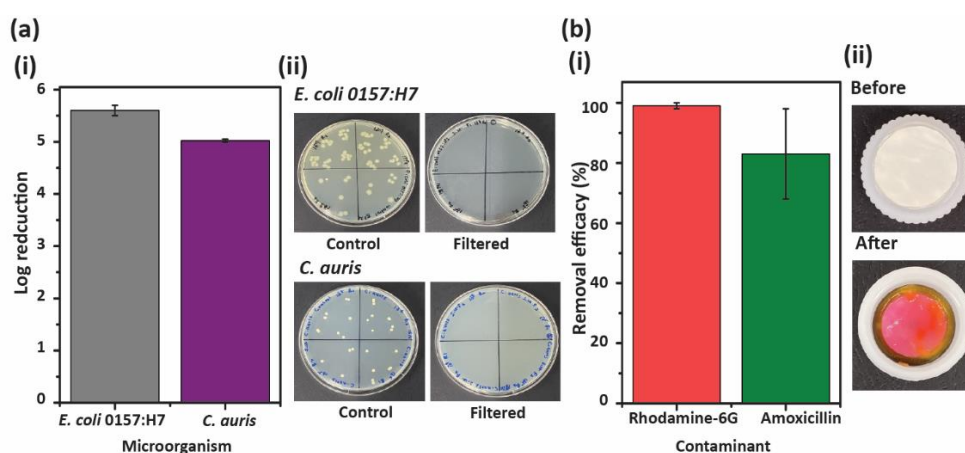 (a)
(i)
Log redcution
6
5
4
3
2
1
0
E. coli 0157:H7 C. auris
Microorganism
(ii)
E. coli 0157:H7
Control Filtered
C. auris
Control Filtered
(b)
(i)
Removal efficacy (%)
100
80
60
40
20
0
Rhodamine-6G Amoxicillin
Contaminant
(ii)
Before
After